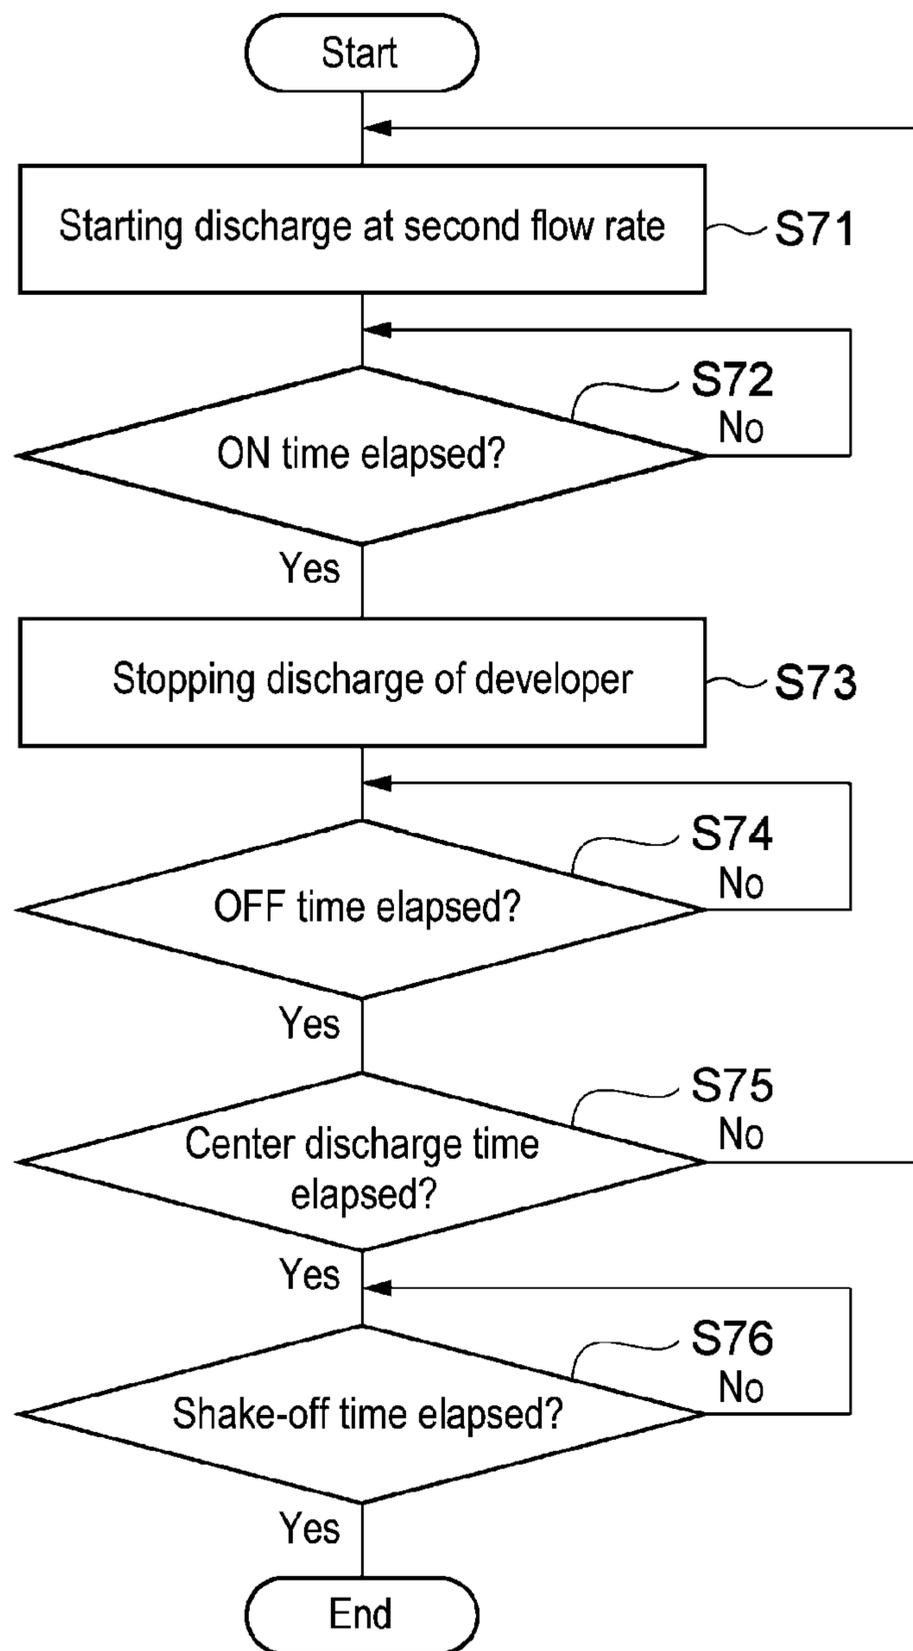 Start
Starting discharge at second flow rate
S71
S72
No
ON time elapsed?
Yes
Stopping discharge of developer
S73
S74
No
OFF time elapsed?
Yes
S75
No
Center discharge time
elapsed?
Yes
S76
No
Shake-off time elapsed?
Yes
End